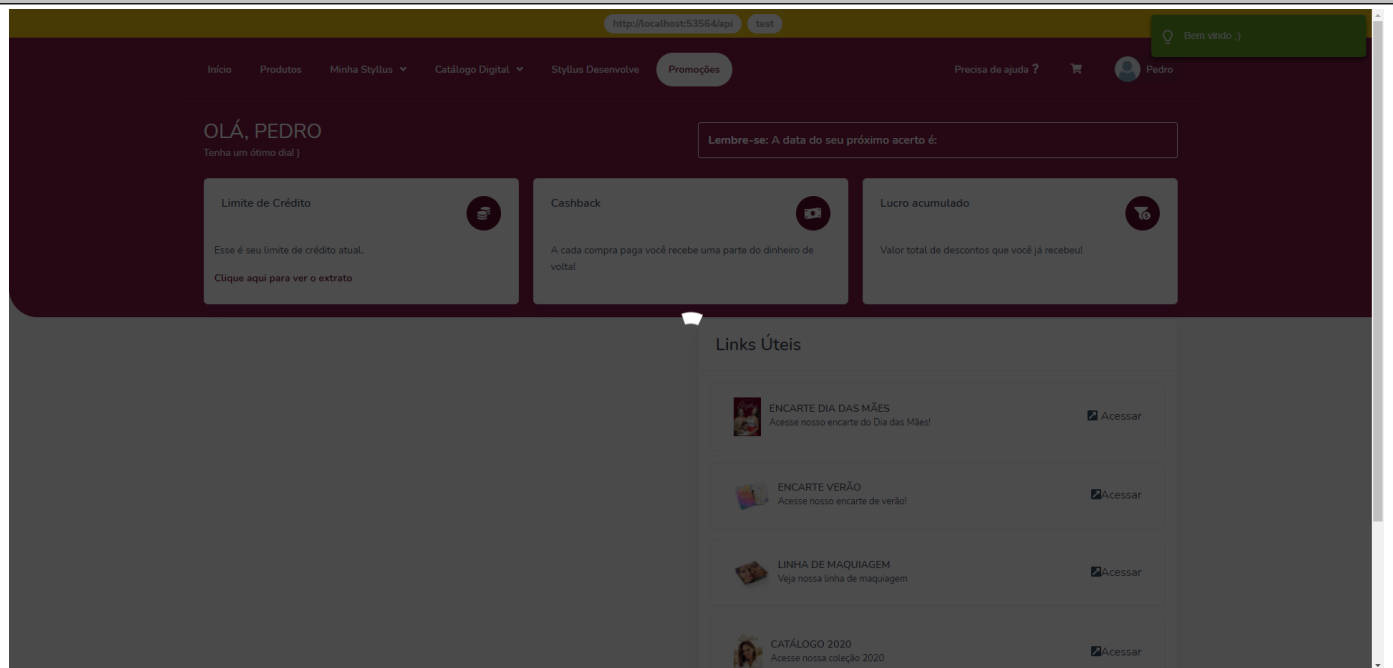 http://localhost:53564/api test
Bem vindo ;)
Início Produtos Minha Styllus Catálogo Digital Styllus Desenvolve Promoções Precisa de ajuda ? Pedro
OLÁ, PEDRO
Tenha um ótimo dia! )
Lembre-se: A data do seu próximo acerto é:
Limite de Crédito
Esse é seu limite de crédito atual.
Clique aqui para ver o extrato
Cashback
A cada compra paga você recebe uma parte do dinheiro de
volta!
Lucro acumulado
Valor total de descontos que você já recebeu!
Links Úteis
ENCARTE DIA DAS MÃES
Acesse nosso encarte do Dia das Mães!
Acessar
ENCARTE VERÃO
Acesse nosso encarte de verão!
Acessar
LINHA DE MAQUIAGEM
Veja nossa linha de maquiagem
Acessar
CATÁLOGO 2020
Acesse nossa coleção 2020
Acessar